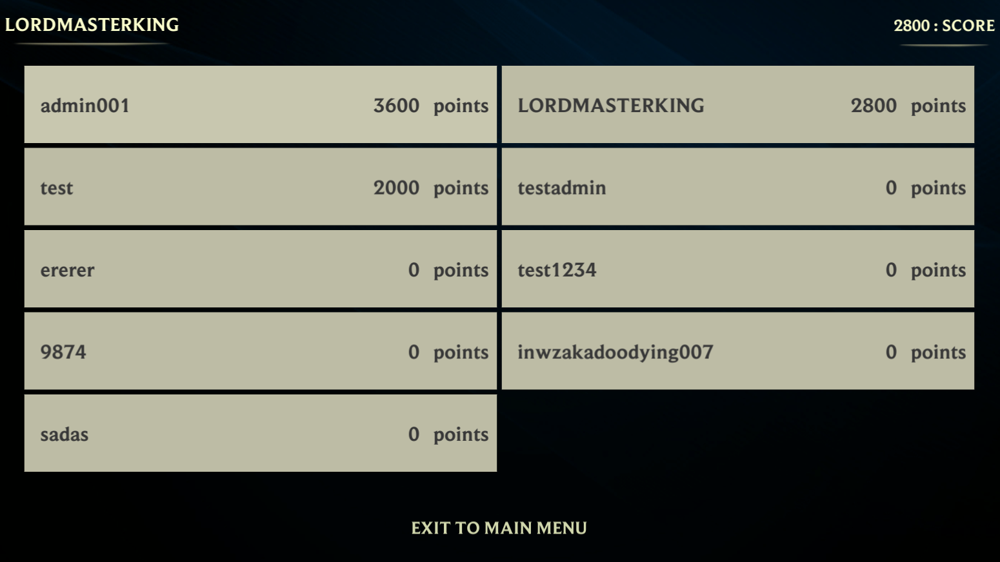 LORDMASTERKING
2800 : SCORE
admin001 3600 points
LORDMASTERKING 2800 points
test 2000 points
testadmin 0 points
ererer 0 points
test1234 0 points
9874 0 points
inwzakadoodying007 0 points
sadas 0 points
EXIT TO MAIN MENU